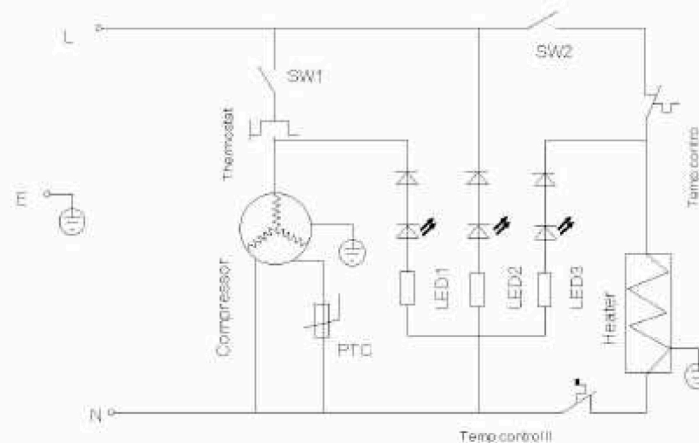 L
SW2
SW1
Thermostat
Temp contro
E
Compressor
LED1
LED2
LED3
Heater
PTC
N
Temp control II